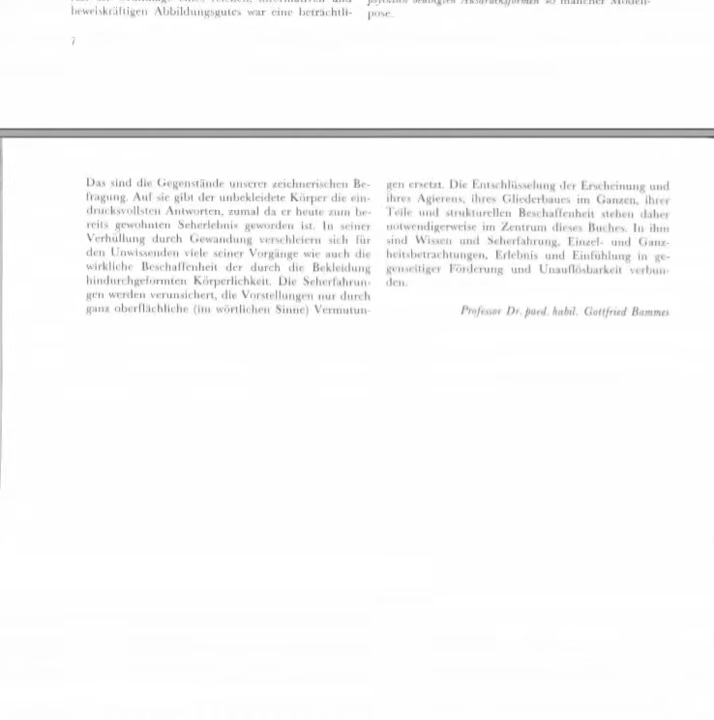 beweiskräftigen Abbildungsgutes war eine beträchtli-
mancher Moden-
pose.
7
Das sind die Gegenstände unserer zeichnerischen Be-
fragung. Auf sie gibt der unbekleidete Körper die ein-
drucksvollsten Antworten, zumal da er heute zum be-
reits gewohnten Seherlebnis geworden ist. In seiner
Verhüllung durch Gewandung verschleiern sich für
den Unwissenden viele seiner Vorgänge wie auch die
wirkliche Beschaffenheit der durch die Bekleidung
hindurchgeformten Körperlichkeit. Die Seherfahrun-
gen werden verunsichert, die Vorstellungen nur durch
ganz oberflächliche (im wörtlichen Sinne) Vermutun-
gen ersetzt. Die Entschlüsselung der Erscheinung und
ihres Agierens, ihres Gliederbaues im Ganzen, ihrer
Teile und strukturellen Beschaffenheit stehen daher
notwendigerweise im Zentrum dieses Buches. In ihm
sind Wissen und Seherfahrung, Einzel- und Ganz-
heitsbetrachtungen, Erlebnis und Einfühlung in ge-
genseitiger Förderung und Unauflösbarkeit verbun-
den.
Professor Dr. paed. habil. Gottfried Bammes